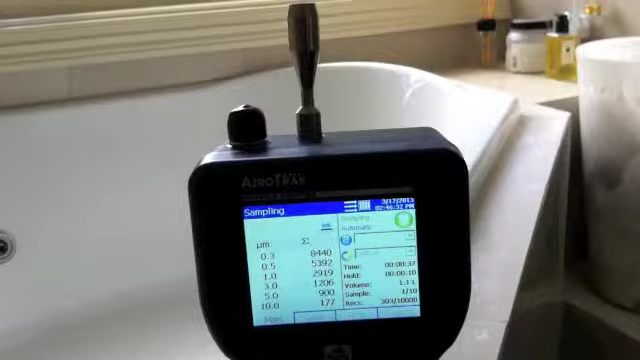 AEROTRAK
Sampling
3/17/2013
02:46:32 PM
Sampling
Automatic
µm Σ
0.3 8440
0.5 5392
1.0 2919
3.0 1206
5.0 900
10.0 177
Time: 00:00:37
Hold: 00:00:10
Volume: 1.1 L
Sample: 1/10
Recs: 303/10000